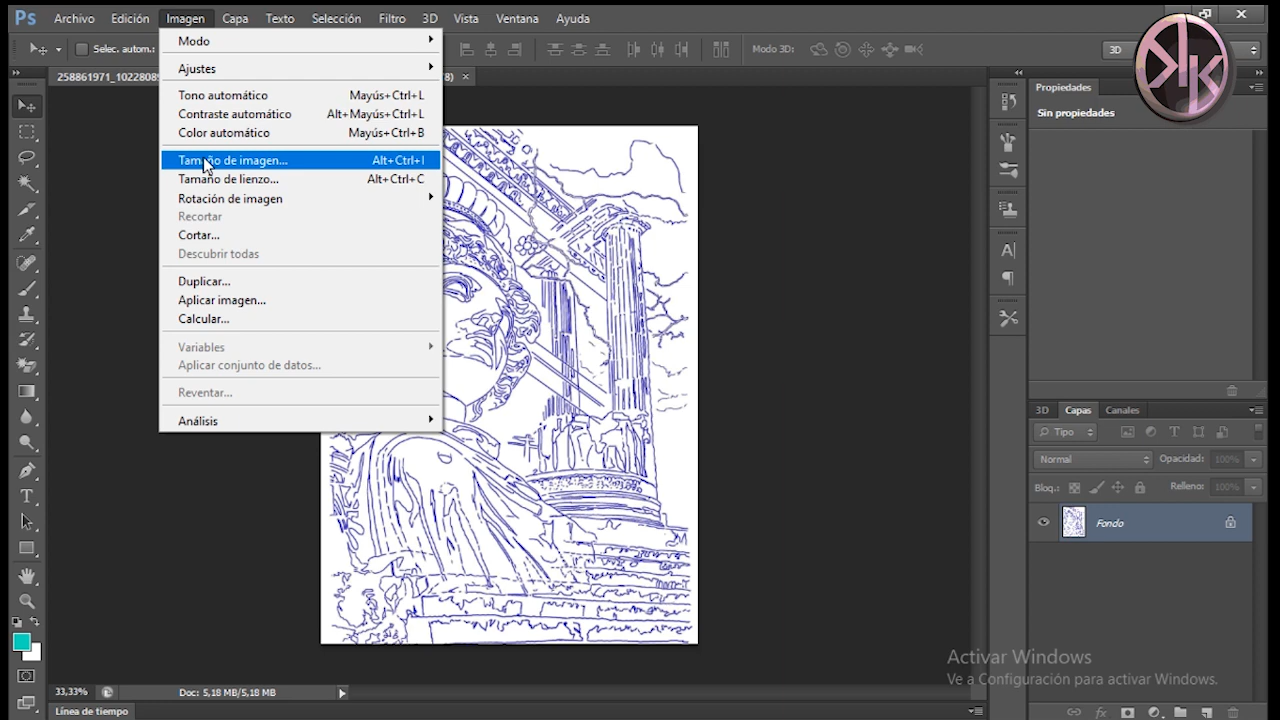 Ps Archivo Edición Imagen Capa Texto Selección Filtro 3D Vista Ventana Ayuda
Selec. autom.:
Modo 3D:
3D
258861971_1022808
8)
Modo
Ajustes
Tono automático Mayús+Ctrl+L
Contraste automático Alt+Mayús+Ctrl+L
Color automático Mayús+Ctrl+B
Tamaño de imagen... Alt+Ctrl+I
Tamaño de lienzo... Alt+Ctrl+C
Rotación de imagen
Recortar
Cortar...
Descubrir todas
Duplicar...
Aplicar imagen...
Calcular...
Variables
Aplicar conjunto de datos...
Reventar...
Análisis
Propiedades
Sin propiedades
3D Capas Canales
Tipo
Normal Opacidad: 100%
Bloq.: Relleno: 100%
Fondo
Activar Windows
Ve a Configuración para activar Windows.
33,33% Doc: 5,18 MB/5,18 MB
Línea de tiempo